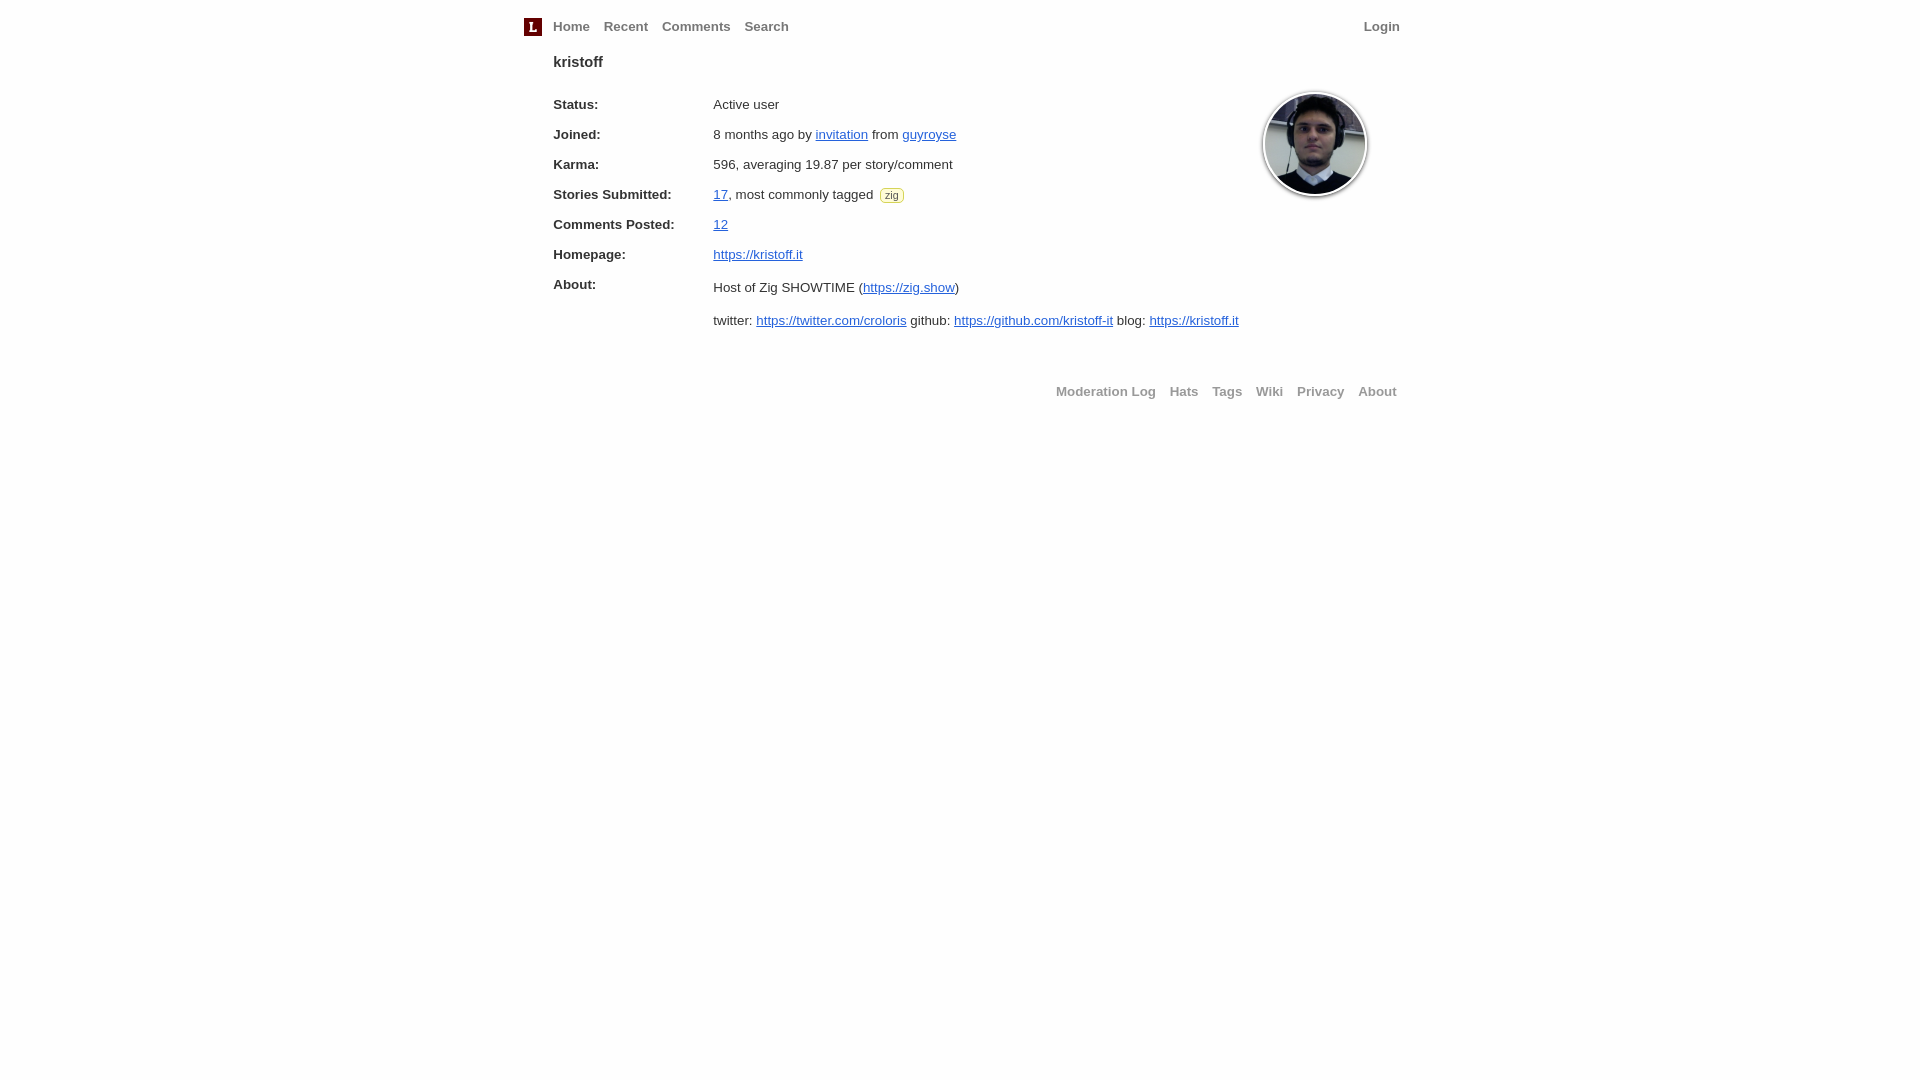 L Home Recent Comments Search Login
kristoff
Status: Active user
Joined: 8 months ago by invitation from guyroyse
Karma: 596, averaging 19.87 per story/comment
Stories Submitted: 17, most commonly tagged zig
Comments Posted: 12
Homepage: https://kristoff.it
About: Host of Zig SHOWTIME (https://zig.show)
twitter: https://twitter.com/croloris github: https://github.com/kristoff-it blog: https://kristoff.it
Moderation Log Hats Tags Wiki Privacy About